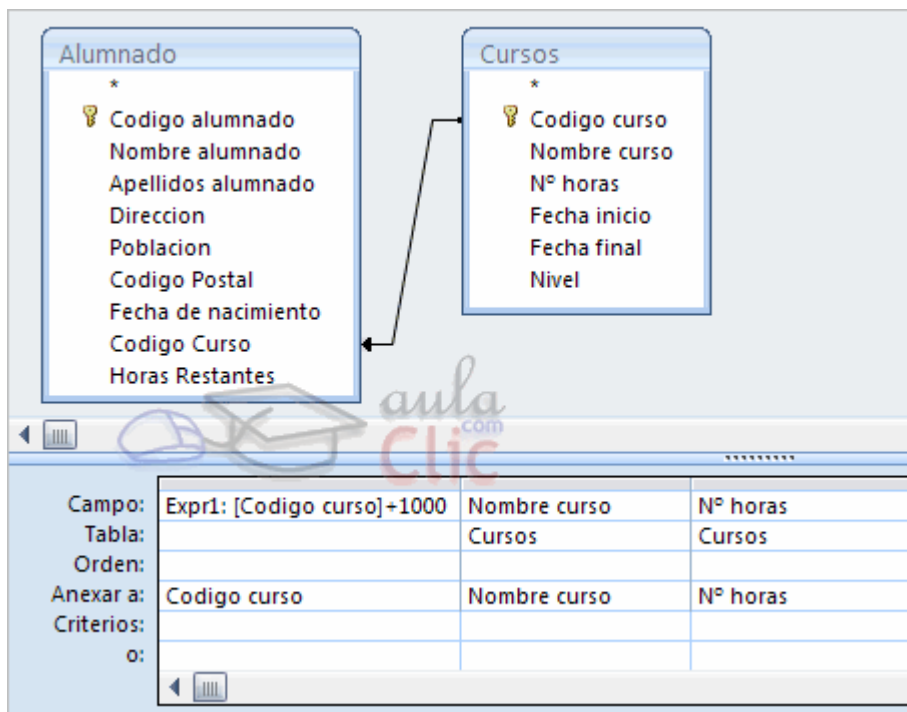 Alumnado
*
Codigo alumnado
Nombre alumnado
Apellidos alumnado
Direccion
Poblacion
Codigo Postal
Fecha de nacimiento
Codigo Curso
Horas Restantes
Cursos
*
Codigo curso
Nombre curso
Nº horas
Fecha inicio
Fecha final
Nivel
aula
.com
Clic
Campo: Expr1: [Codigo curso]+1000 Nombre curso Nº horas
Tabla: Cursos Cursos
Orden:
Anexar a: Codigo curso Nombre curso Nº horas
Criterios:
o: